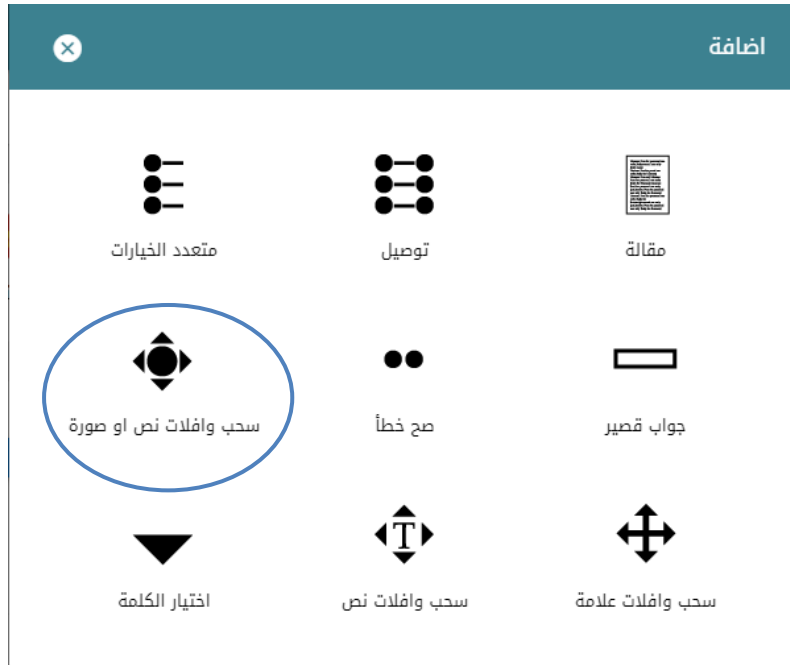 اضافة
مقالة
توصيل
متعدد الخيارات
جواب قصير
صح خطأ
سحب وافلات نص او صورة
T
سحب وافلات علامة
سحب وافلات نص
اختيار الكلمة